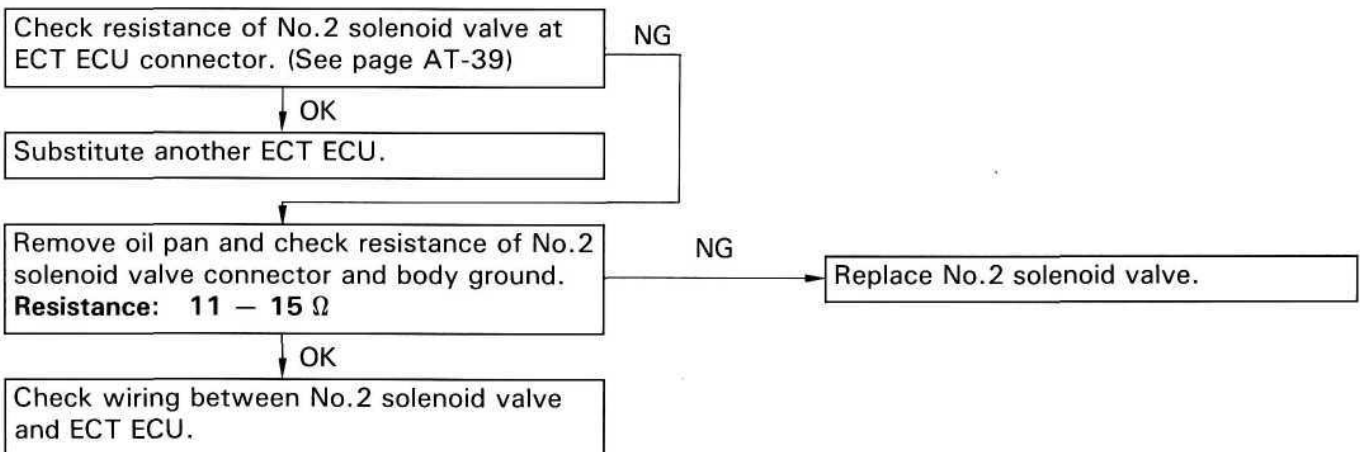 Check resistance of No.2 solenoid valve at
ECT ECU connector. (See page AT-39)
NG
OK
Substitute another ECT ECU.
Remove oil pan and check resistance of No.2
solenoid valve connector and body ground.
Resistance: 11 — 15 Ω
NG
Replace No.2 solenoid valve.
OK
Check wiring between No.2 solenoid valve
and ECT ECU.